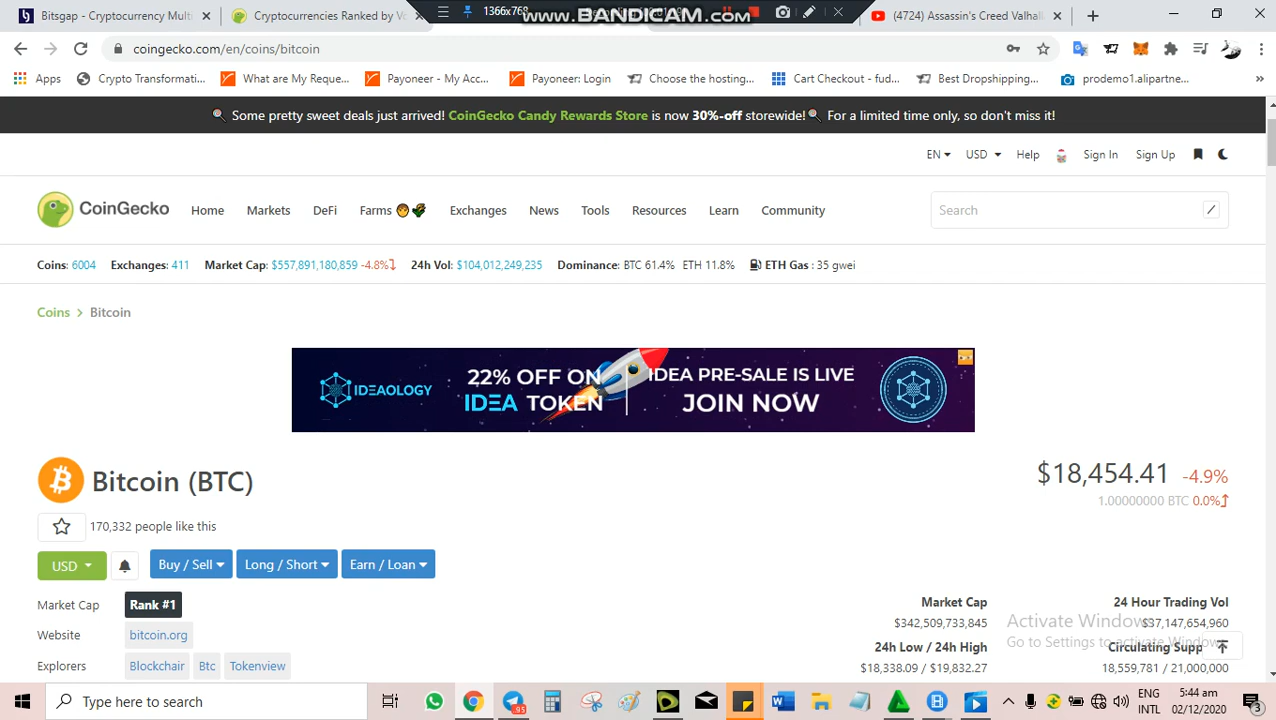 Bitsgap - Cryptocurrency Mult
Cryptocurrencies Ranked by Vo
1366x768
www.BANDICAM.com
(4724) Assassin's Creed Valhalla
coingecko.com/en/coins/bitcoin
Apps Crypto Transformati... What are My Reque... Payoneer - My Acco... Payoneer: Login Choose the hosting... Cart Checkout - fud... Best Dropshipping... prodemo1.alipartne... »
Some pretty sweet deals just arrived! CoinGecko Candy Rewards Store is now 30%-off storewide! For a limited time only, so don't miss it!
EN USD Help Sign In Sign Up
CoinGecko Home Markets DeFi Farms Exchanges News Tools Resources Learn Community Search /
Coins: 6004 Exchanges: 411 Market Cap: $557,891,180,859 -4.8% 24h Vol: $104,012,249,235 Dominance: BTC 61.4% ETH 11.8% ETH Gas : 35 gwei
Coins > Bitcoin
IDEAOLOGY 22% OFF ON IDEA TOKEN IDEA PRE-SALE IS LIVE JOIN NOW
Bitcoin (BTC) $18,454.41 -4.9%
1.00000000 BTC 0.0%
170,332 people like this
USD Buy / Sell Long / Short Earn / Loan
Market Cap Rank #1 Market Cap 24 Hour Trading Vol
$342,509,733,845 $37,147,654,960
Activate Windows
Website bitcoin.org
Go to Settings to activate Windows.
24h Low / 24h High Circulating Supp
Explorers Blockchair Btc Tokenview $18,338.09 / $19,832.27 18,559,781 / 21,000,000
Type here to search 95 ENG 5:44 am
INTL 02/12/2020 3